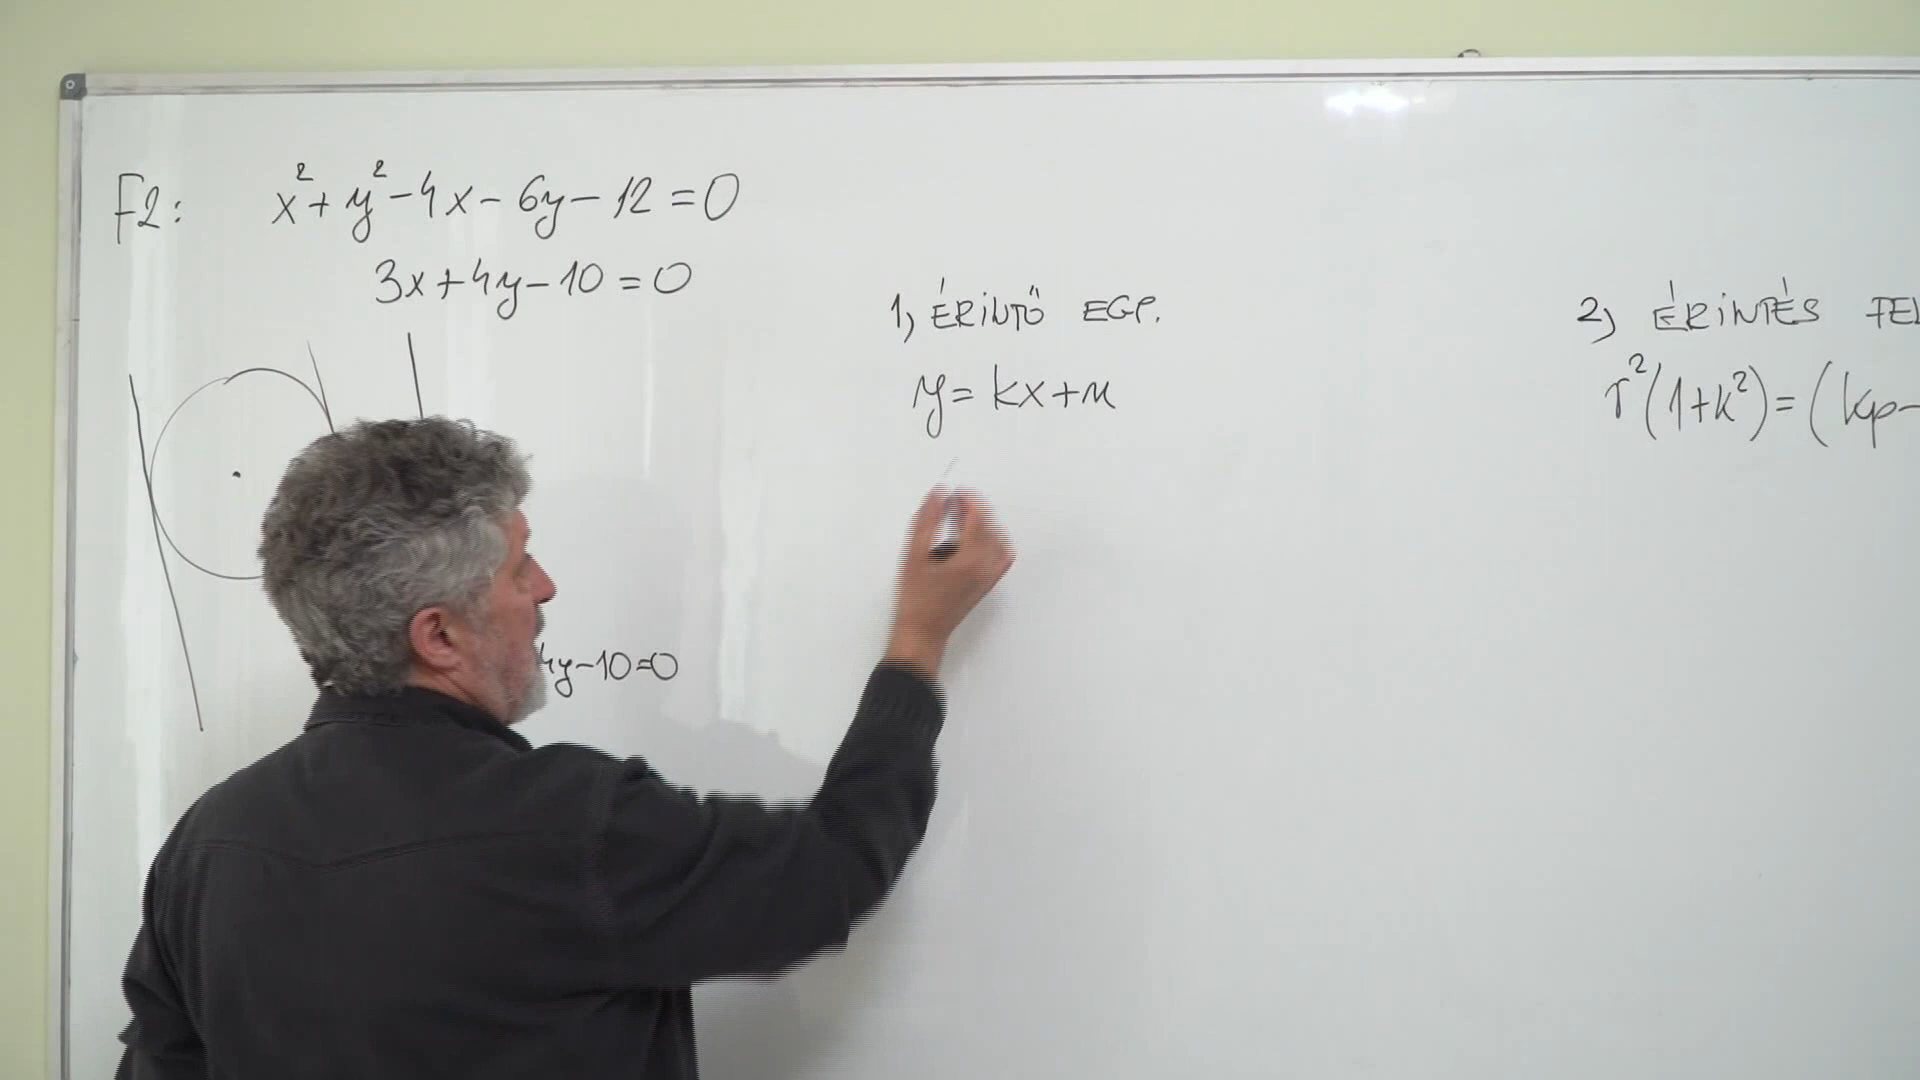 F2: x²+y²-4x-6y-12=0
3x+4y-10=0
4y-10=0
1, ÉRINTŐ EGY.
y=kx+n
2, ÉRINTÉS FEL
r²(1+k²)=(kp-